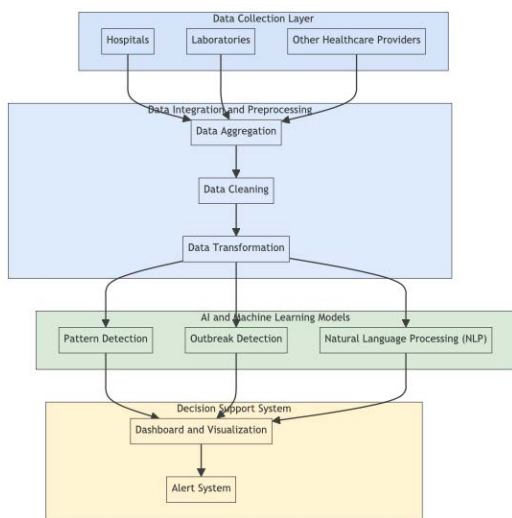 Data Collection Layer
Hospitals
Laboratories
Other Healthcare Providers
Data Integration and Preprocessing
Data Aggregation
Data Cleaning
Data Transformation
AI and Machine Learning Models
Pattern Detection
Outbreak Detection
Natural Language Processing (NLP)
Decision Support System
Dashboard and Visualization
Alert System